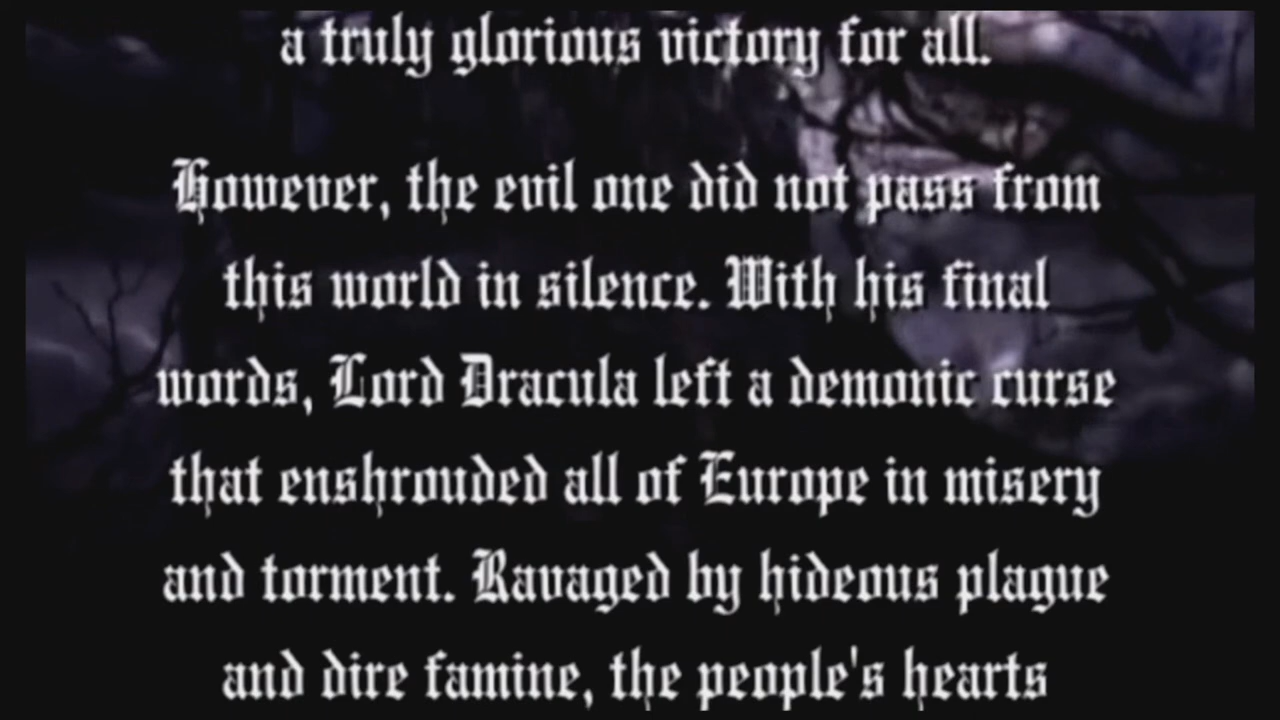 a truly glorious victory for all.
However, the evil one did not pass from
this world in silence. With his final
words, Lord Dracula left a demonic curse
that enshrouded all of Europe in misery
and torment. Ravaged by hideous plague
and dire famine, the people's hearts